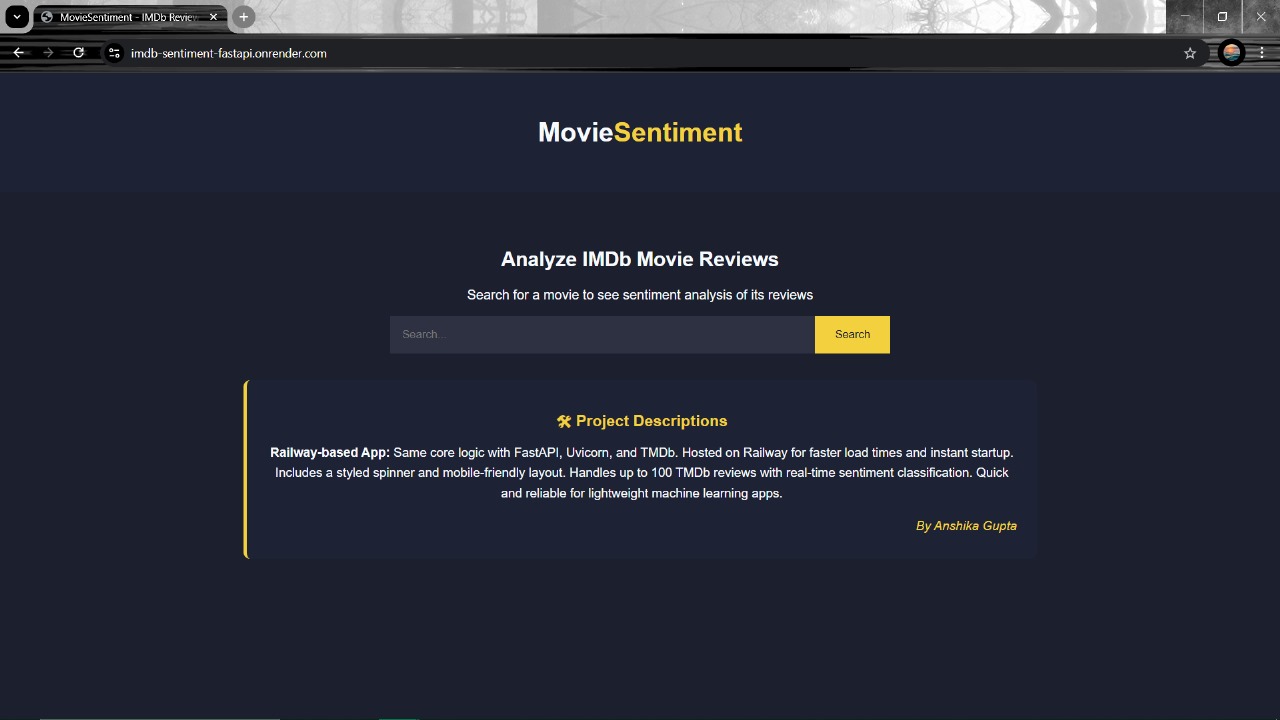 MovieSentiment - IMDb Review
imdb-sentiment-fastapi.onrender.com
MovieSentiment
Analyze IMDb Movie Reviews
Search for a movie to see sentiment analysis of its reviews
Search...
Search
🛠 Project Descriptions
Railway-based App: Same core logic with FastAPI, Uvicorn, and TMDb. Hosted on Railway for faster load times and instant startup.
Includes a styled spinner and mobile-friendly layout. Handles up to 100 TMDb reviews with real-time sentiment classification. Quick
and reliable for lightweight machine learning apps.
By Anshika Gupta